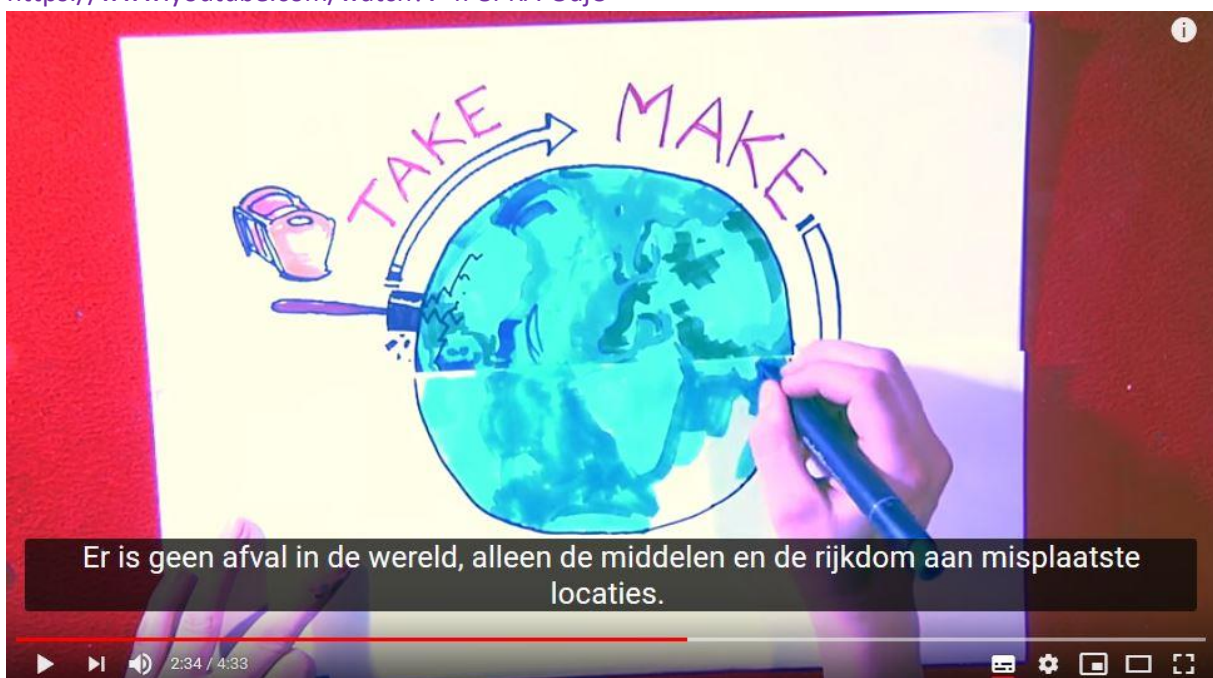 TAKE MAKE
Er is geen afval in de wereld, alleen de middelen en de rijkdom aan misplaatste
locaties.
2:34 / 4:33